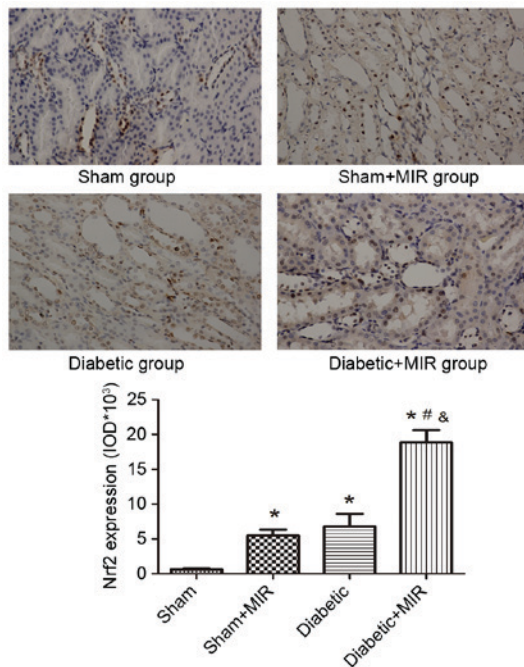 Sham group
Sham+MIR group
Diabetic group
Diabetic+MIR group
Nrf2 expression (IOD*10³)
25
20
15
10
5
0
*
*
* # &
Sham
Sham+MIR
Diabetic
Diabetic+MIR